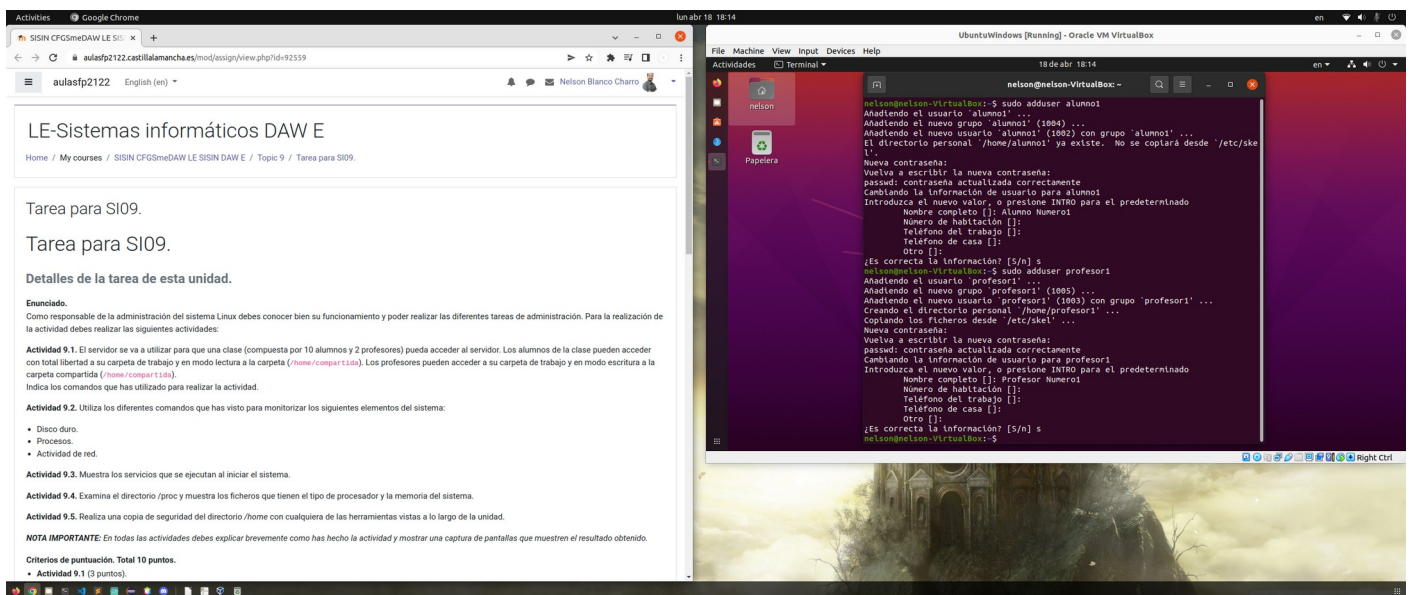 Activities
Google Chrome
lun abr 18 18:14
en
SISIN CFGSmeDAW LE SIS
aulasfp2122.castillalamancha.es/mod/assign/view.php?id=92559
aulasfp2122
English (en)
Nelson Blanco Charro
LE-Sistemas informáticos DAW E
Home / My courses / SISIN CFGSmeDAW LE SISIN DAW E / Topic 9 / Tarea para SI09.
Tarea para SI09.
Tarea para SI09.
Detalles de la tarea de esta unidad.
Enunciado.
Como responsable de la administración del sistema Linux debes conocer bien su funcionamiento y poder realizar las diferentes tareas de administración. Para la realización de
la actividad debes realizar las siguientes actividades:
Actividad 9.1. El servidor se va a utilizar para que una clase (compuesta por 10 alumnos y 2 profesores) pueda acceder al servidor. Los alumnos de la clase pueden acceder
con total libertad a su carpeta de trabajo y en modo lectura a la carpeta (/home/compartida). Los profesores pueden acceder a su carpeta de trabajo y en modo escritura a la
carpeta compartida (/home/compartida).
Indica los comandos que has utilizado para realizar la actividad.
Actividad 9.2. Utiliza los diferentes comandos que has visto para monitorizar los siguientes elementos del sistema:
• Disco duro.
• Procesos.
• Actividad de red.
Actividad 9.3. Muestra los servicios que se ejecutan al iniciar el sistema.
Actividad 9.4. Examina el directorio /proc y muestra los ficheros que tienen el tipo de procesador y la memoria del sistema.
Actividad 9.5. Realiza una copia de seguridad del directorio /home con cualquiera de las herramientas vistas a lo largo de la unidad.
NOTA IMPORTANTE: En todas las actividades debes explicar brevemente como has hecho la actividad y mostrar una captura de pantallas que muestren el resultado obtenido.
Criterios de puntuación. Total 10 puntos.
• Actividad 9.1 (3 puntos).
UbuntuWindows [Running] - Oracle VM VirtualBox
File Machine View Input Devices Help
Actividades
Terminal
18 de abr 18:14
en
nelson
Papelera
nelson@nelson-VirtualBox: ~
nelson@nelson-VirtualBox:~$ sudo adduser alumno1
Añadiendo el usuario `alumno1' ...
Añadiendo el nuevo grupo `alumno1' (1004) ...
Añadiendo el nuevo usuario `alumno1' (1002) con grupo `alumno1' ...
El directorio personal `/home/alumno1' ya existe. No se copiará desde `/etc/ske
l'.
Nueva contraseña:
Vuelva a escribir la nueva contraseña:
passwd: contraseña actualizada correctamente
Cambiando la información de usuario para alumno1
Introduzca el nuevo valor, o presione INTRO para el predeterminado
Nombre completo []: Alumno Numero1
Número de habitación []:
Teléfono del trabajo []:
Teléfono de casa []:
Otro []:
¿Es correcta la información? [S/n] s
nelson@nelson-VirtualBox:~$ sudo adduser profesor1
Añadiendo el usuario `profesor1' ...
Añadiendo el nuevo grupo `profesor1' (1005) ...
Añadiendo el nuevo usuario `profesor1' (1003) con grupo `profesor1' ...
Creando el directorio personal `/home/profesor1' ...
Copiando los ficheros desde `/etc/skel' ...
Nueva contraseña:
Vuelva a escribir la nueva contraseña:
passwd: contraseña actualizada correctamente
Cambiando la información de usuario para profesor1
Introduzca el nuevo valor, o presione INTRO para el predeterminado
Nombre completo []: Profesor Numero1
Número de habitación []:
Teléfono del trabajo []:
Teléfono de casa []:
Otro []:
¿Es correcta la información? [S/n] s
nelson@nelson-VirtualBox:~$
Right Ctrl